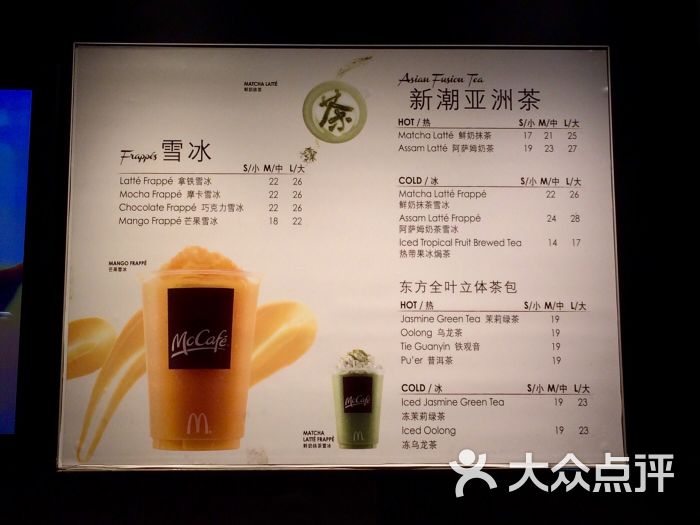 MATCHA LATTÉ
鲜奶抹茶
茶
Frappés 雪冰
S/小 M/中 L/大
Latté Frappé 拿铁雪冰 22 26
Mocha Frappé 摩卡雪冰 22 26
Chocolate Frappé 巧克力雪冰 22 26
Mango Frappé 芒果雪冰 18 22
MANGO FRAPPÉ
芒果雪冰
McCafé
M
McCafé
M
MATCHA
LATTÉ FRAPPÉ
鲜奶抹茶雪冰
Asian Fusion Tea
新潮亚洲茶
HOT / 热 S/小 M/中 L/大
Matcha Latté 鲜奶抹茶 17 21 25
Assam Latté 阿萨姆奶茶 19 23 27
COLD / 冰 S/小 M/中 L/大
Matcha Latté Frappé 22 26
鲜奶抹茶雪冰
Assam Latté Frappé 24 28
阿萨姆奶茶雪冰
Iced Tropical Fruit Brewed Tea 14 17
热带果冰焗茶
东方全叶立体茶包
HOT / 热 S/小 M/中 L/大
Jasmine Green Tea 茉莉绿茶 19
Oolong 乌龙茶 19
Tie Guanyin 铁观音 19
Pu'er 普洱茶 19
COLD / 冰 S/小 M/中 L/大
Iced Jasmine Green Tea 19 23
冻茉莉绿茶
Iced Oolong 19 23
冻乌龙茶
大众点评